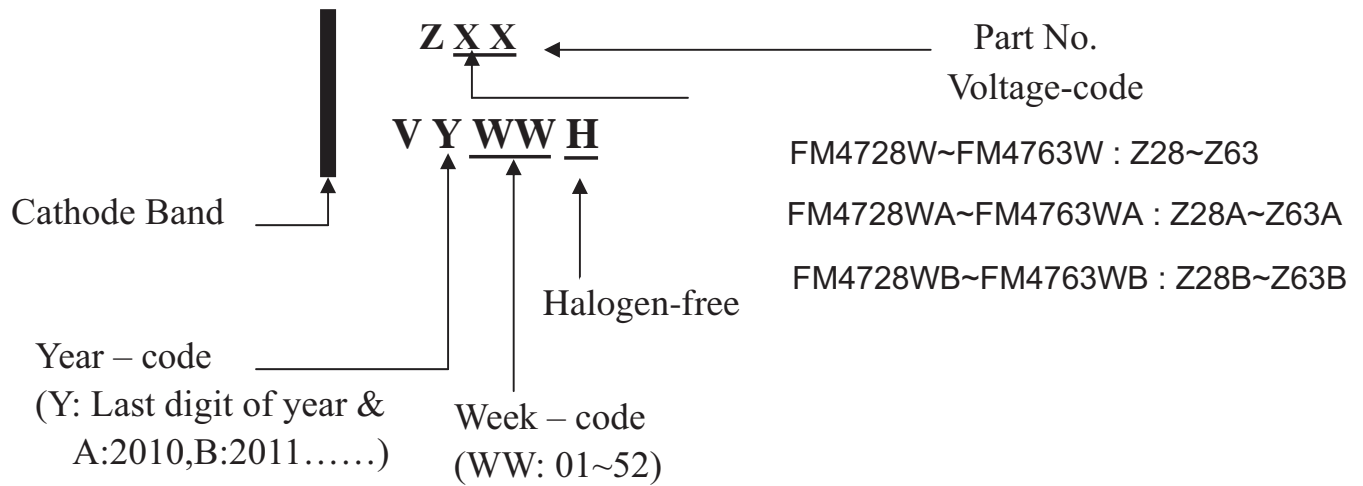 Z X X
Part No.
Voltage-code
V Y WW H
FM4728W~FM4763W : Z28~Z63
Cathode Band
FM4728WA~FM4763WA : Z28A~Z63A
FM4728WB~FM4763WB : Z28B~Z63B
Halogen-free
Year – code
(Y: Last digit of year &
A:2010,B:2011……)
Week – code
(WW: 01~52)